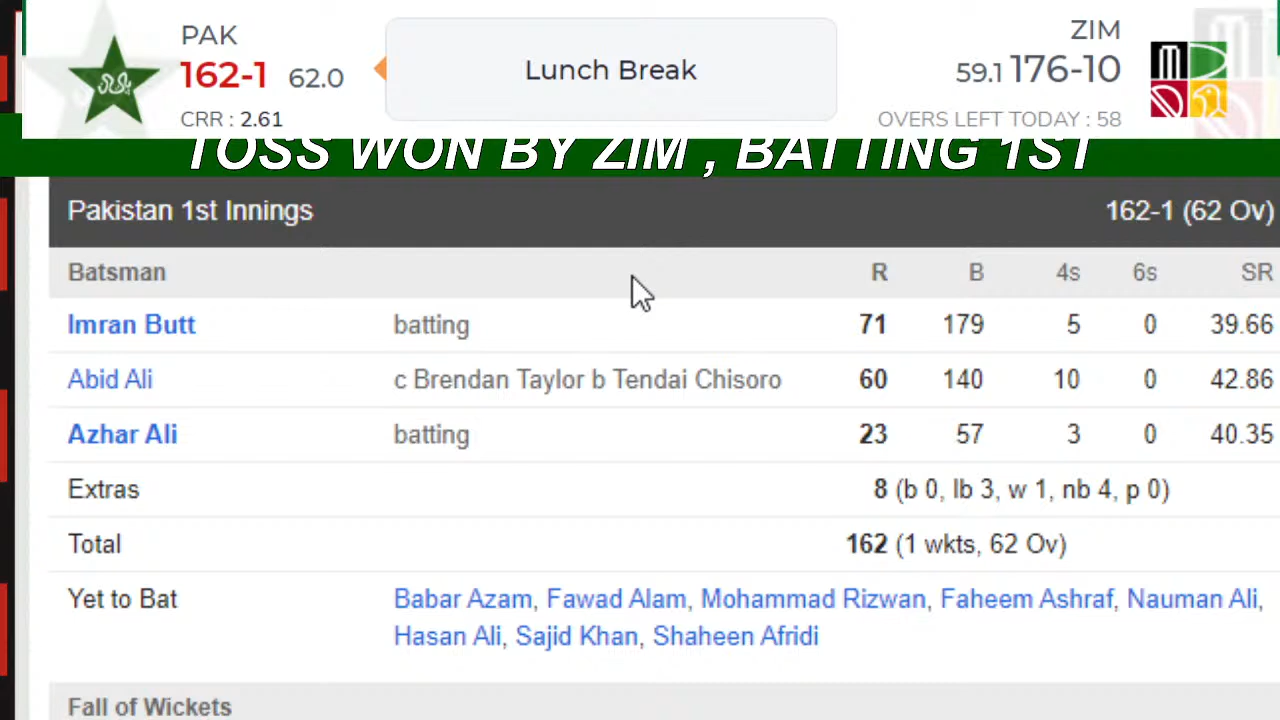 PAK
162-1 62.0
CRR : 2.61
Lunch Break
ZIM
59.1 176-10
OVERS LEFT TODAY : 58
TOSS WON BY ZIM , BATTING 1ST
Pakistan 1st Innings 162-1 (62 Ov)
Batsman R B 4s 6s SR
Imran Butt batting 71 179 5 0 39.66
Abid Ali c Brendan Taylor b Tendai Chisoro 60 140 10 0 42.86
Azhar Ali batting 23 57 3 0 40.35
Extras 8 (b 0, lb 3, w 1, nb 4, p 0)
Total 162 (1 wkts, 62 Ov)
Yet to Bat Babar Azam, Fawad Alam, Mohammad Rizwan, Faheem Ashraf, Nauman Ali,
Hasan Ali, Sajid Khan, Shaheen Afridi
Fall of Wickets